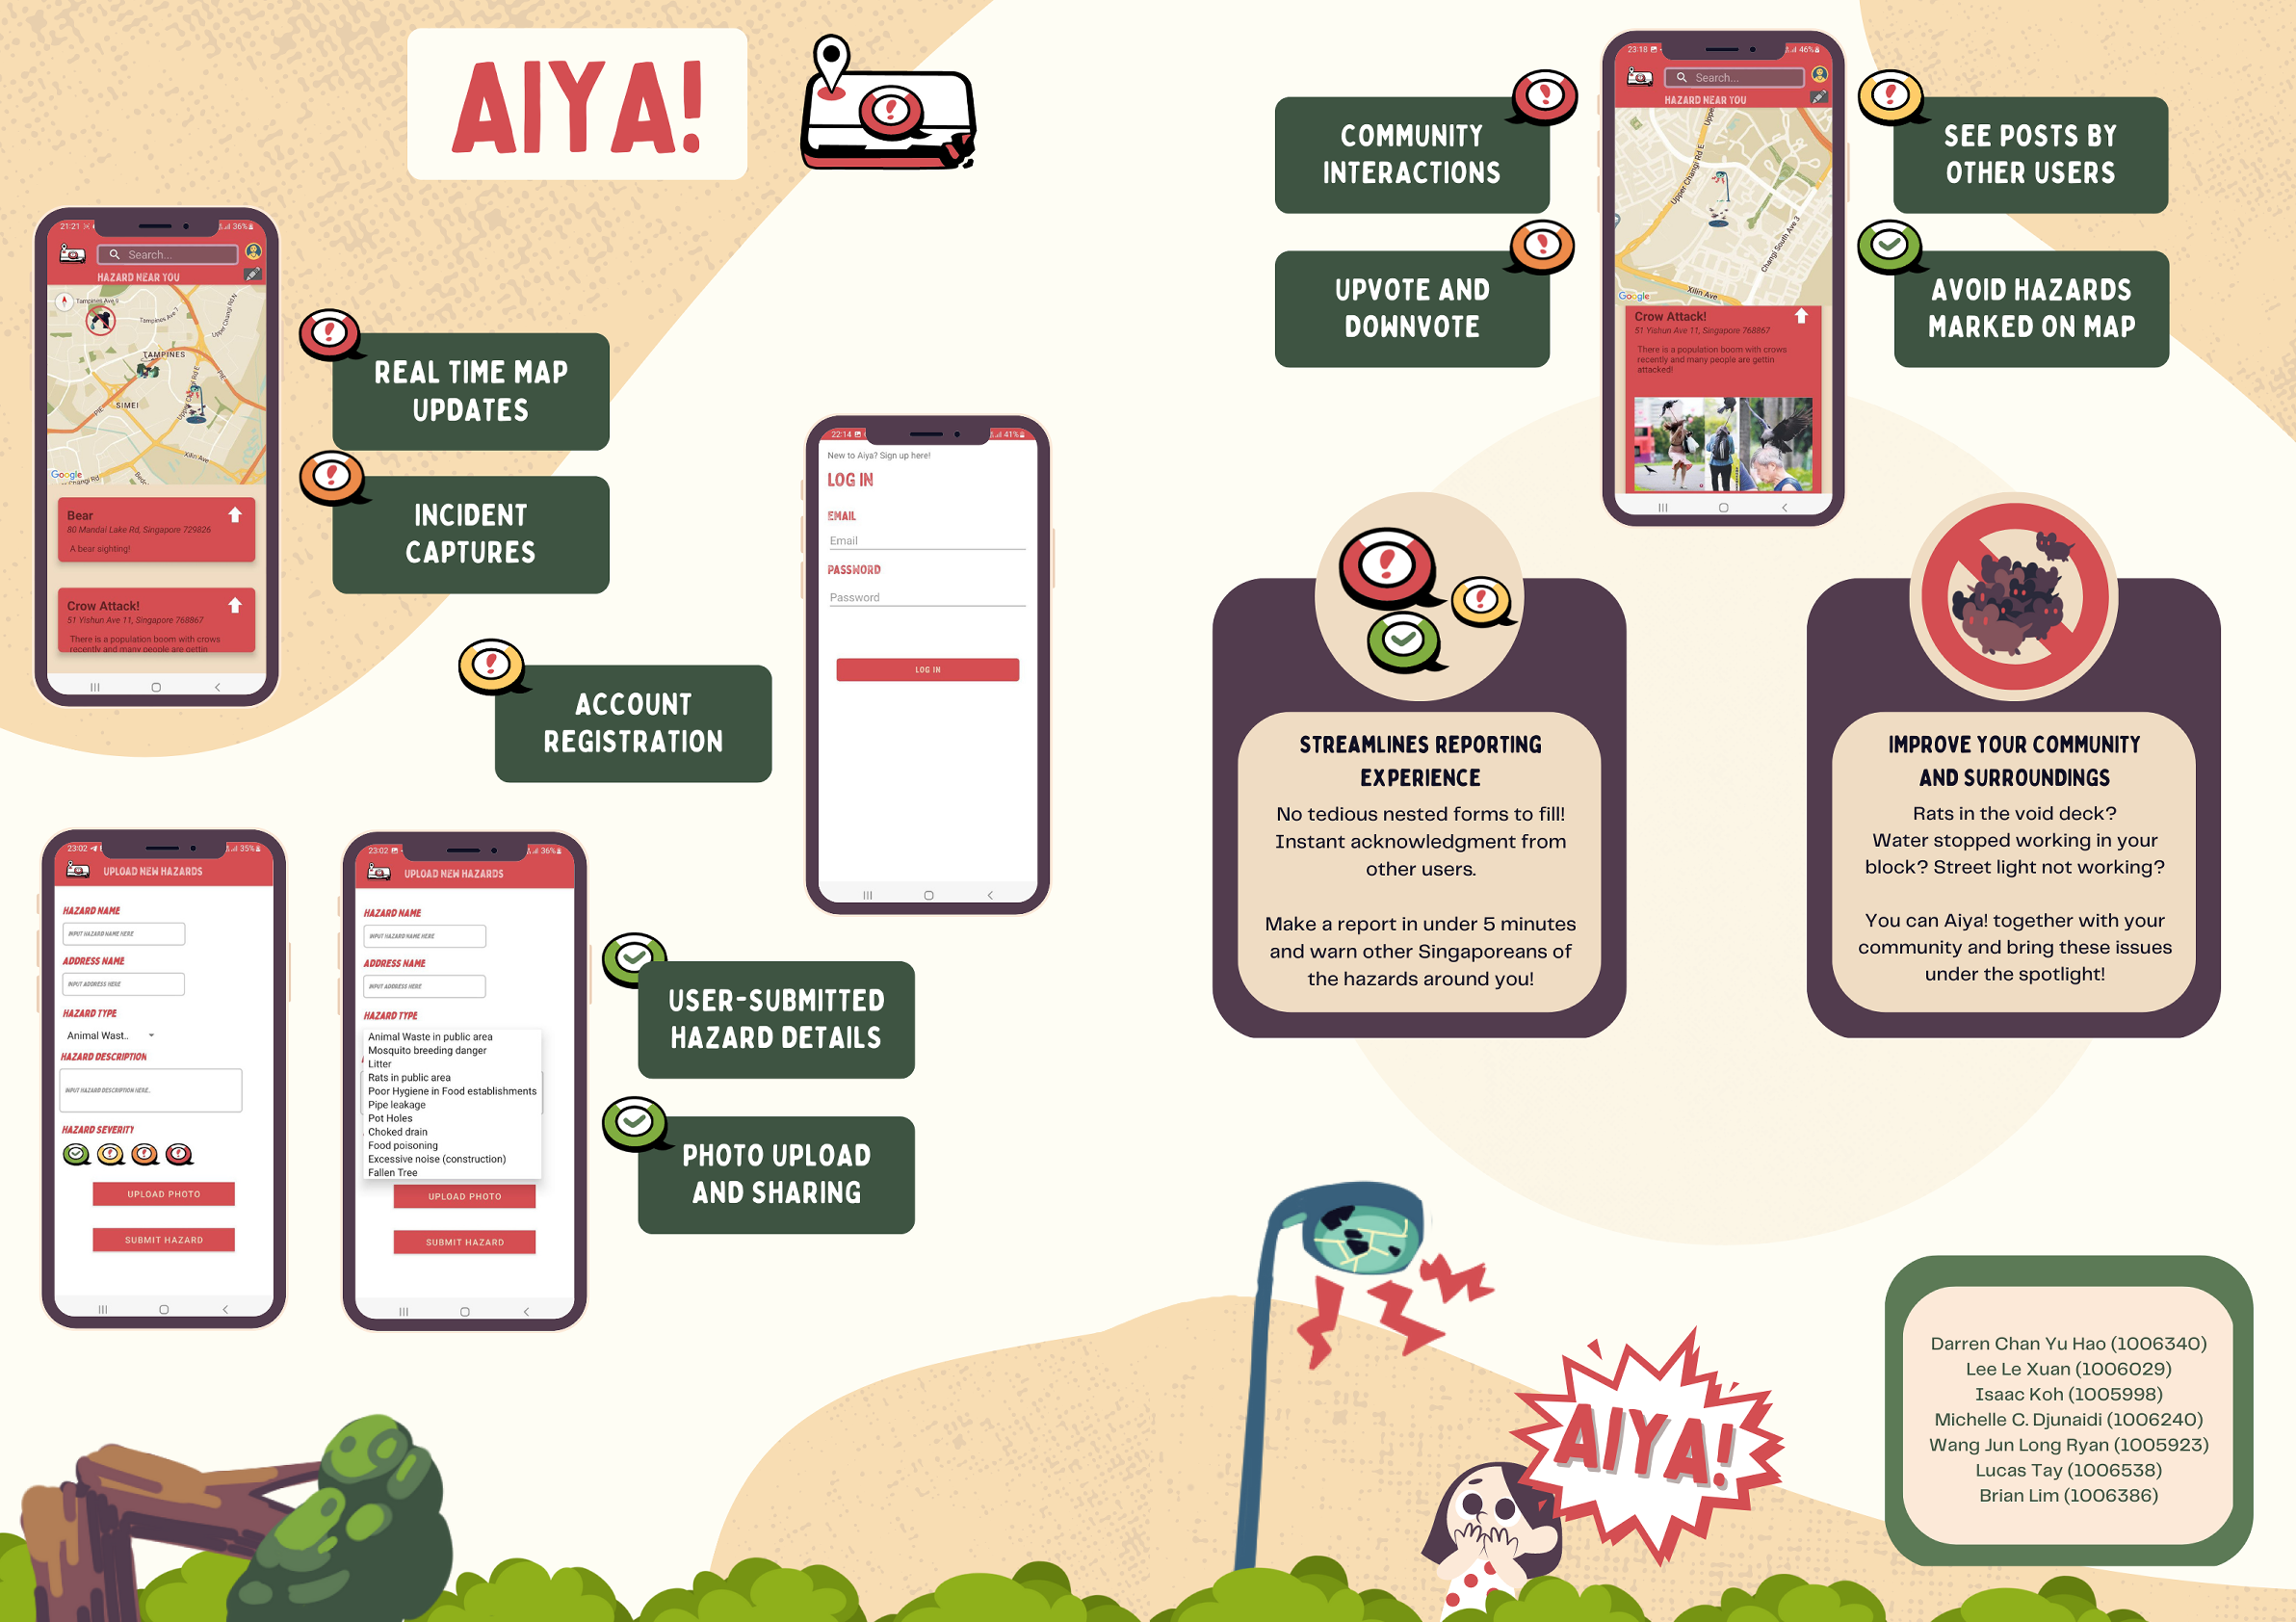 AIYA!
21:21
36%
Search...
HAZARD NEAR YOU
Tampines Ave 9
Tampines Ave 7
Upper Changi Rd N
TAMPINES
PIE
Upper Changi Rd E
SIMEI
PIE
Xilin Ave
Google
Changi Rd
Bear
80 Mandai Lake Rd, Singapore 729826
A bear sighting!
Crow Attack!
51 Yishun Ave 11, Singapore 768867
There is a population boom with crows
recently and many people are gettin
REAL TIME MAP
UPDATES
INCIDENT
CAPTURES
ACCOUNT
REGISTRATION
22:14
41%
New to Aiya? Sign up here!
LOG IN
EMAIL
Email
PASSWORD
Password
LOG IN
23:02
35%
UPLOAD NEW HAZARDS
HAZARD NAME
INPUT HAZARD NAME HERE
ADDRESS NAME
INPUT ADDRESS HERE
HAZARD TYPE
Animal Wast..
HAZARD DESCRIPTION
INPUT HAZARD DESCRIPTION HERE..
HAZARD SEVERITY
UPLOAD PHOTO
SUBMIT HAZARD
23:02
36%
UPLOAD NEW HAZARDS
HAZARD NAME
INPUT HAZARD NAME HERE
ADDRESS NAME
INPUT ADDRESS HERE
HAZARD TYPE
Animal Waste in public area
Mosquito breeding danger
Litter
Rats in public area
Poor Hygiene in Food establishments
Pipe leakage
Pot Holes
Choked drain
Food poisoning
Excessive noise (construction)
Fallen Tree
UPLOAD PHOTO
SUBMIT HAZARD
USER-SUBMITTED
HAZARD DETAILS
PHOTO UPLOAD
AND SHARING
COMMUNITY
INTERACTIONS
UPVOTE AND
DOWNVOTE
23:18
46%
Search...
HAZARD NEAR YOU
Upper
Upper Changi Rd E
Changi South Ave 3
Xilin Ave
Google
Crow Attack!
51 Yishun Ave 11, Singapore 768867
There is a population boom with crows
recently and many people are gettin
attacked!
SEE POSTS BY
OTHER USERS
AVOID HAZARDS
MARKED ON MAP
STREAMLINES REPORTING
EXPERIENCE
No tedious nested forms to fill!
Instant acknowledgment from
other users.
Make a report in under 5 minutes
and warn other Singaporeans of
the hazards around you!
IMPROVE YOUR COMMUNITY
AND SURROUNDINGS
Rats in the void deck?
Water stopped working in your
block? Street light not working?
You can Aiya! together with your
community and bring these issues
under the spotlight!
AIYA!
Darren Chan Yu Hao (1006340)
Lee Le Xuan (1006029)
Isaac Koh (1005998)
Michelle C. Djunaidi (1006240)
Wang Jun Long Ryan (1005923)
Lucas Tay (1006538)
Brian Lim (1006386)